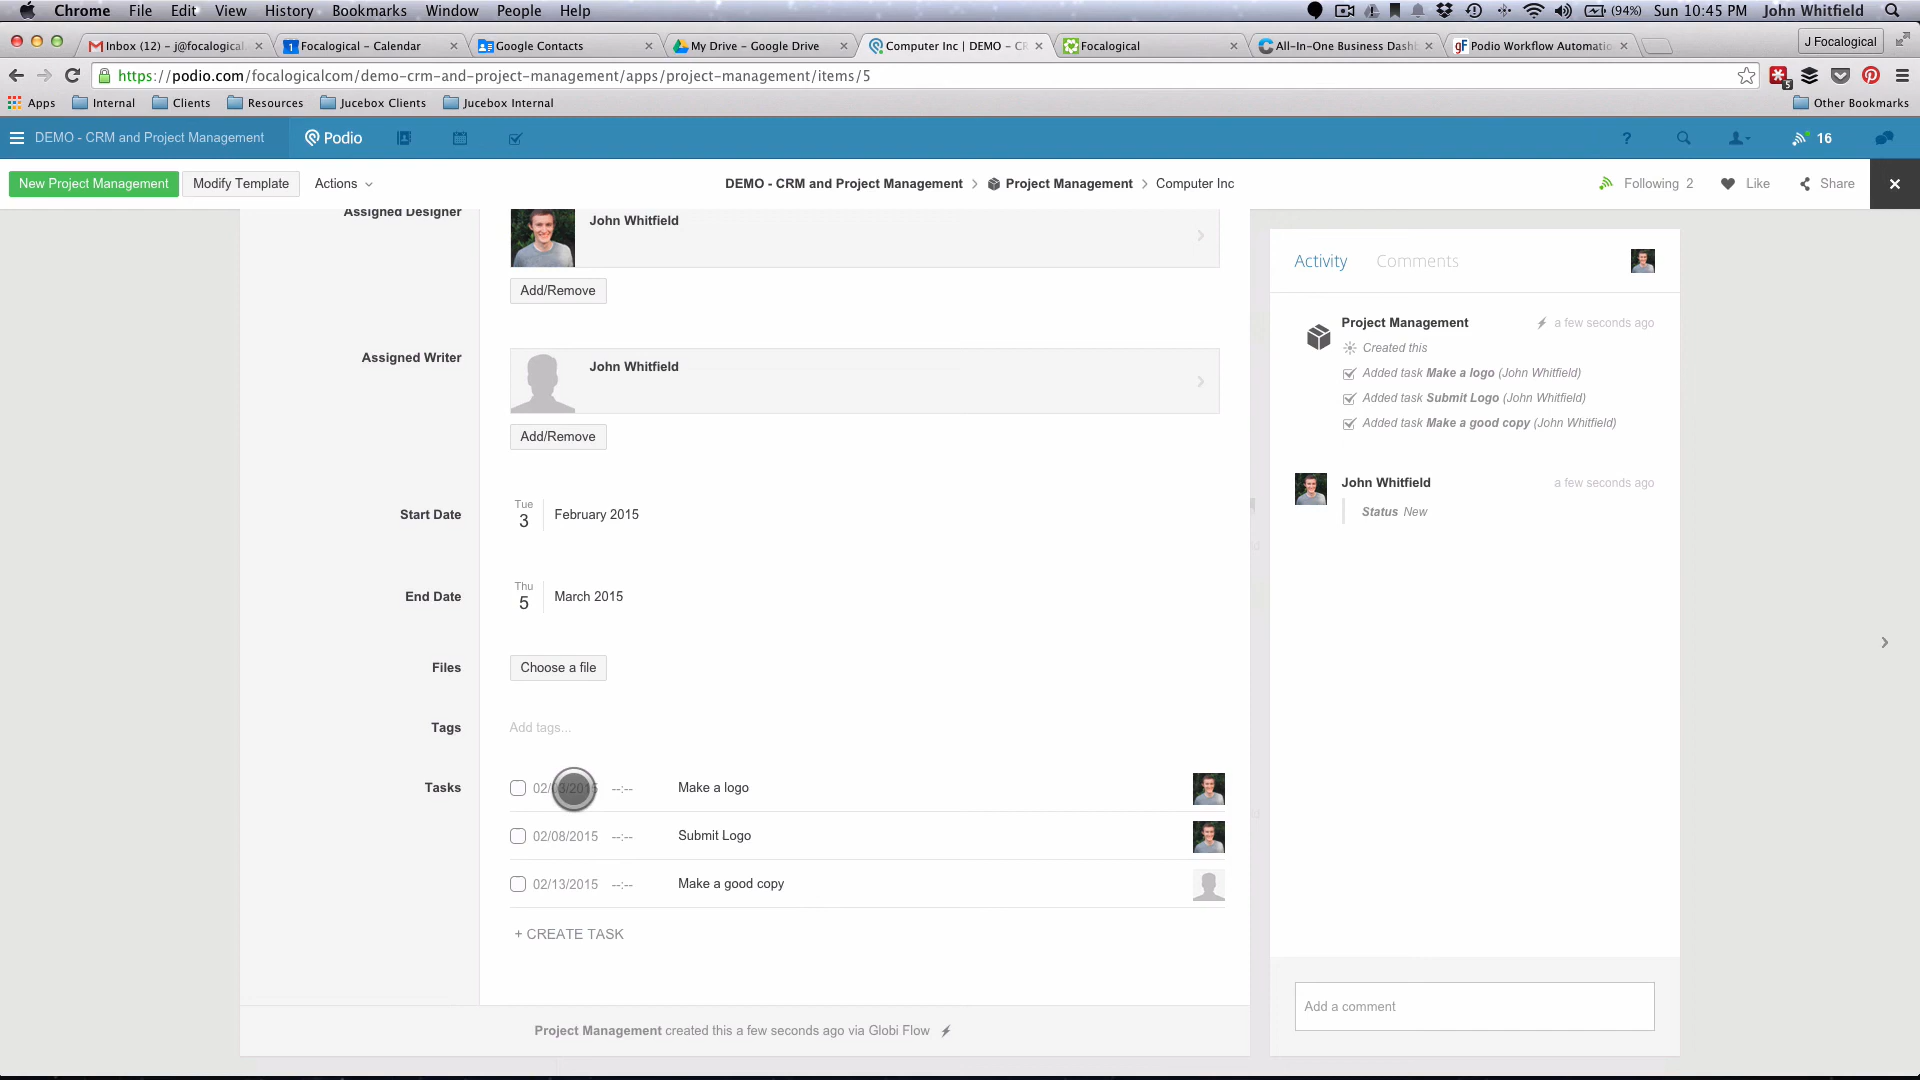 Chrome File Edit View History Bookmarks Window People Help (94%) Sun 10:45 PM John Whitfield
Inbox (12) – j@focalogical. Focalogical – Calendar Google Contacts My Drive – Google Drive Computer Inc | DEMO – CR Focalogical All-In-One Business Dashb Podio Workflow Automatio J Focalogical
https://podio.com/focalogicalcom/demo-crm-and-project-management/apps/project-management/items/5 5
Apps Internal Clients Resources Jucebox Clients Jucebox Internal Other Bookmarks
DEMO - CRM and Project Management Podio ? 16
New Project Management Modify Template Actions DEMO - CRM and Project Management > Project Management > Computer Inc Following 2 Like Share
Assigned Designer
John Whitfield
Add/Remove
Assigned Writer
John Whitfield
Add/Remove
Start Date
Tue
3
February 2015
End Date
Thu
5
March 2015
Files
Choose a file
Tags
Add tags...
Tasks
02/03/2015 --:-- Make a logo
02/08/2015 --:-- Submit Logo
02/13/2015 --:-- Make a good copy
+ CREATE TASK
Project Management created this a few seconds ago via Globi Flow
Activity Comments
Project Management a few seconds ago
Created this
Added task Make a logo (John Whitfield)
Added task Submit Logo (John Whitfield)
Added task Make a good copy (John Whitfield)
John Whitfield a few seconds ago
Status New
Add a comment